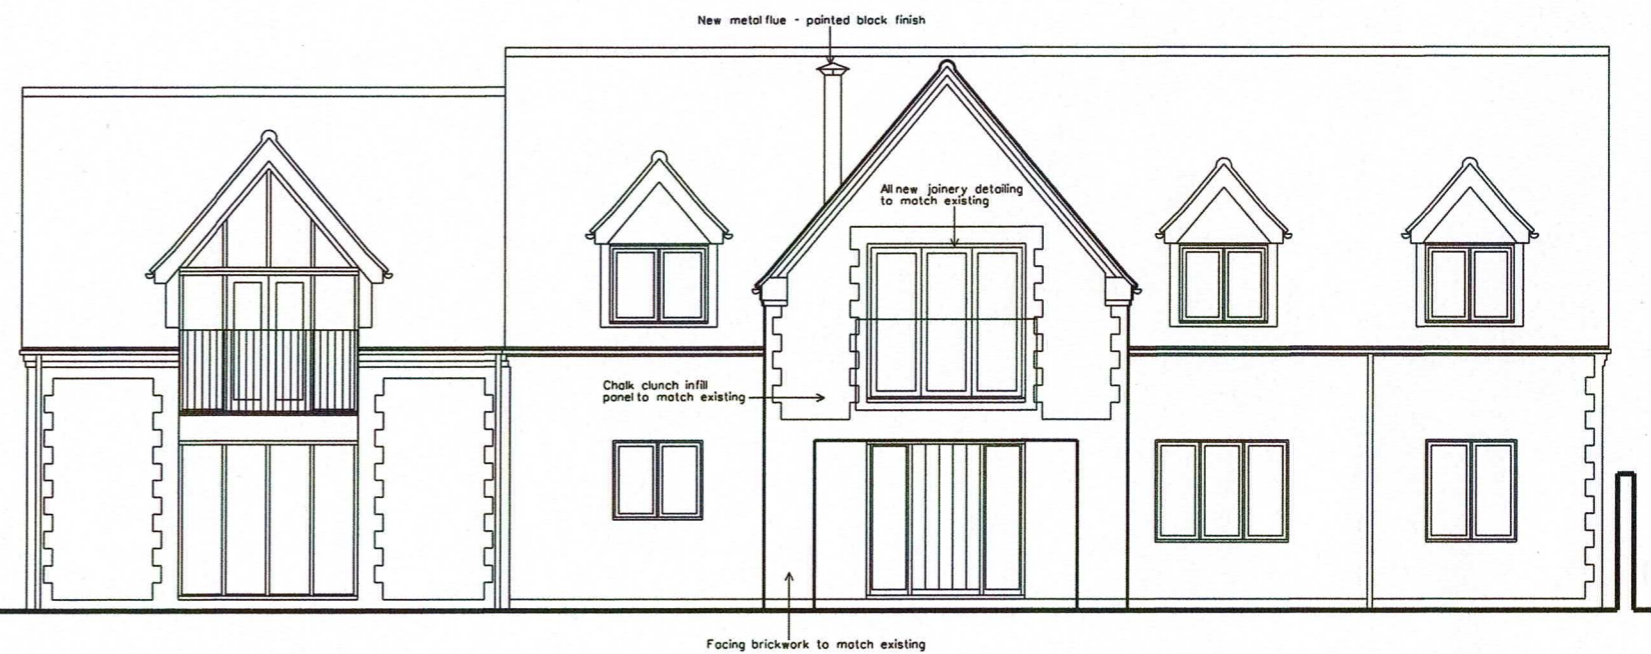 New metal flue - painted black finish
All new joinery detailing
to match existing
Chalk clunch infill
panel to match existing
Facing brickwork to match existing